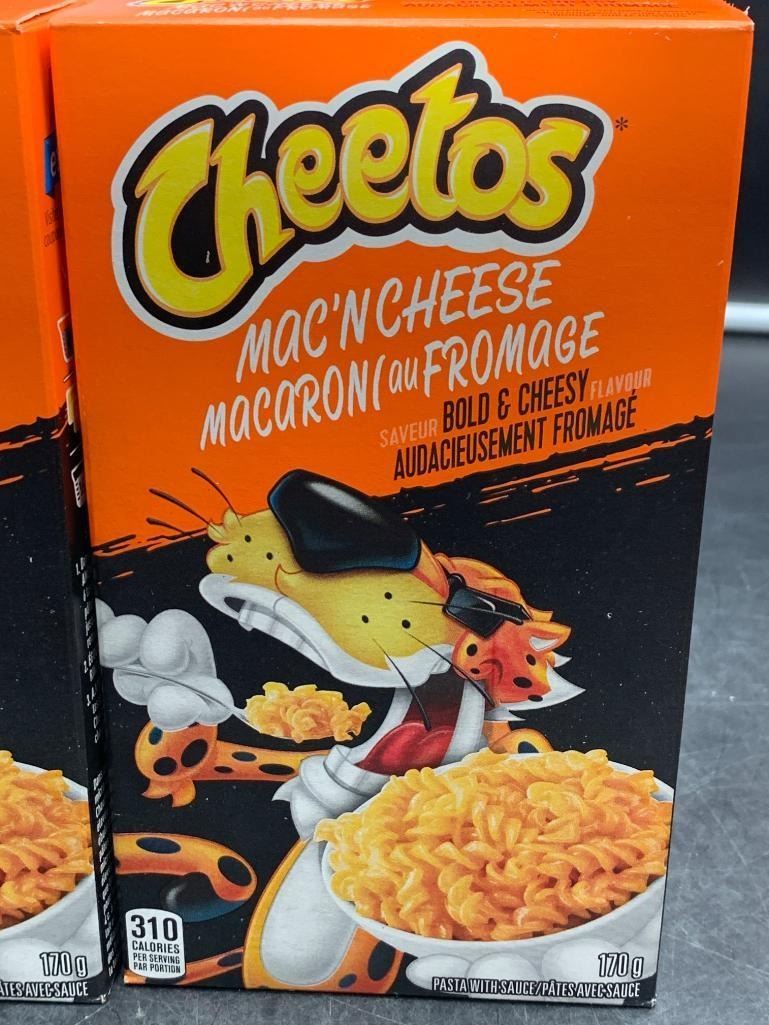 Cheetos*
MAC'N CHEESE
MACARONI au FROMAGE
SAVEUR BOLD & CHEESY FLAVOUR
AUDACIEUSEMENT FROMAGÉ
310
CALORIES
PER SERVING
PAR PORTION
170 g
PASTA WITH SAUCE/PÂTES AVEC SAUCE
170 g
PÂTES AVEC SAUCE